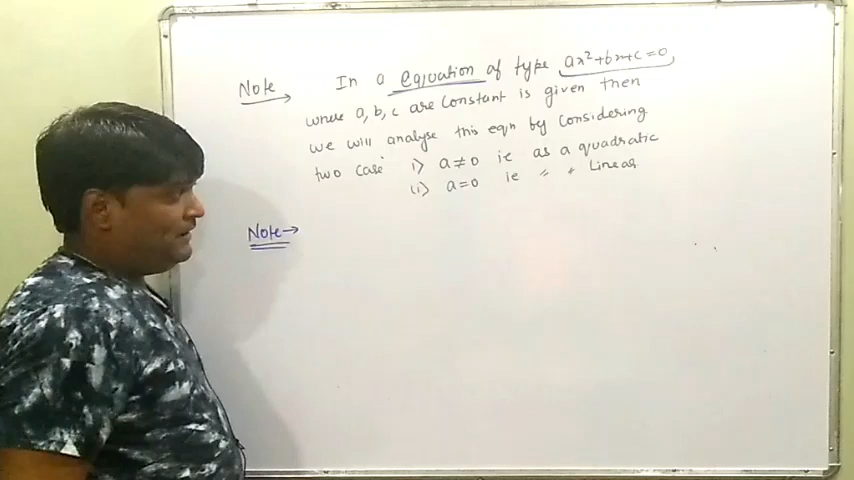 Note → In a equation of type ax²+bx+c=0
where a, b, c are constant is given then
we will analyse this eqn by considering
two case i) a≠0 ie as a quadratic
(ii) a=0 ie " " Linear
Note →